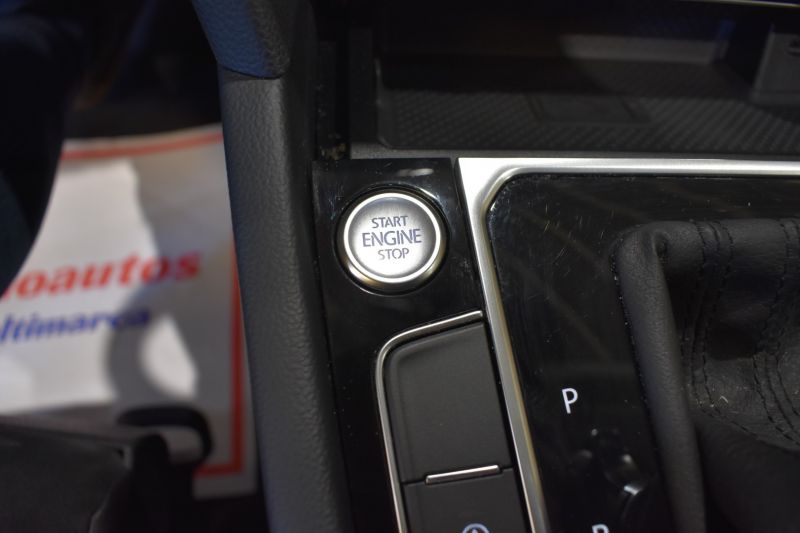 START
ENGINE
STOP
oautos
ltimarca
P
R